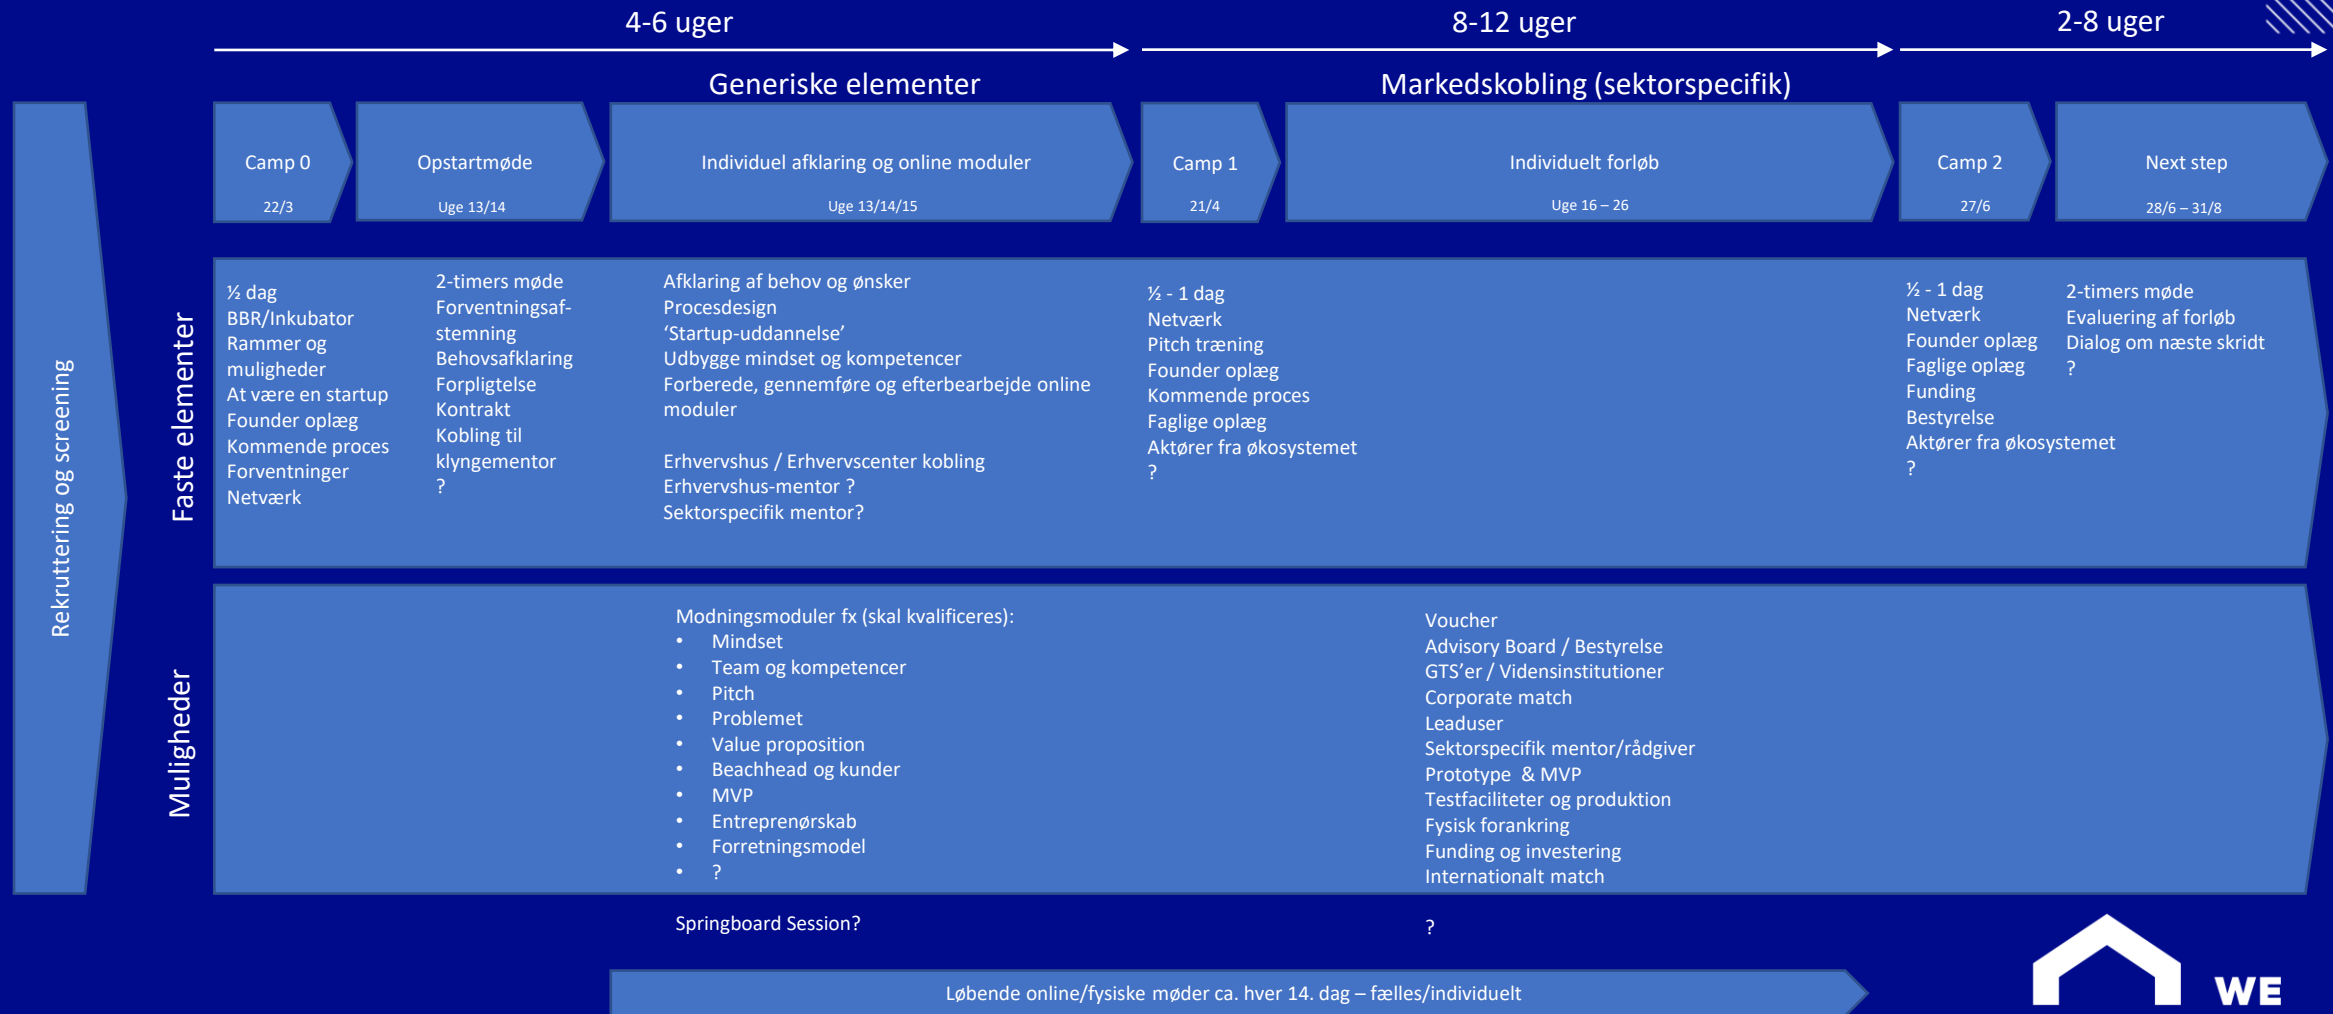 4-6 uger
8-12 uger
2-8 uger
Generiske elementer
Markedskobling (sektorspecifik)
Rekruttering og screening
Camp 0
22/3
Opstartmøde
Uge 13/14
Individuel afklaring og online moduler
Uge 13/14/15
Camp 1
21/4
Individuelt forløb
Uge 16 – 26
Camp 2
27/6
Next step
28/6 – 31/8
Faste elementer
½ dag
BBR/Inkubator
Rammer og
muligheder
At være en startup
Founder oplæg
Kommende proces
Forventninger
Netværk
2-timers møde
Forventningsaf-
stemning
Behovsafklaring
Forpligtelse
Kontrakt
Kobling til
klyngementor
?
Afklaring af behov og ønsker
Procesdesign
‘Startup-uddannelse’
Udbygge mindset og kompetencer
Forberede, gennemføre og efterbearbejde online
moduler
Erhvervshus / Erhvervscenter kobling
Erhvervshus-mentor ?
Sektorspecifik mentor?
½ - 1 dag
Netværk
Pitch træning
Founder oplæg
Kommende proces
Faglige oplæg
Aktører fra økosystemet
?
½ - 1 dag
Netværk
Founder oplæg
Faglige oplæg
Funding
Bestyrelse
Aktører fra økosystemet
?
2-timers møde
Evaluering af forløb
Dialog om næste skridt
?
Muligheder
Modningsmoduler fx (skal kvalificeres):
• Mindset
• Team og kompetencer
• Pitch
• Problemet
• Value proposition
• Beachhead og kunder
• MVP
• Entreprenørskab
• Forretningsmodel
• ?
Springboard Session?
Voucher
Advisory Board / Bestyrelse
GTS’er / Vidensinstitutioner
Corporate match
Leaduser
Sektorspecifik mentor/rådgiver
Prototype & MVP
Testfaciliteter og produktion
Fysisk forankring
Funding og investering
Internationalt match
?
Løbende online/fysiske møder ca. hver 14. dag – fælles/individuelt
WE